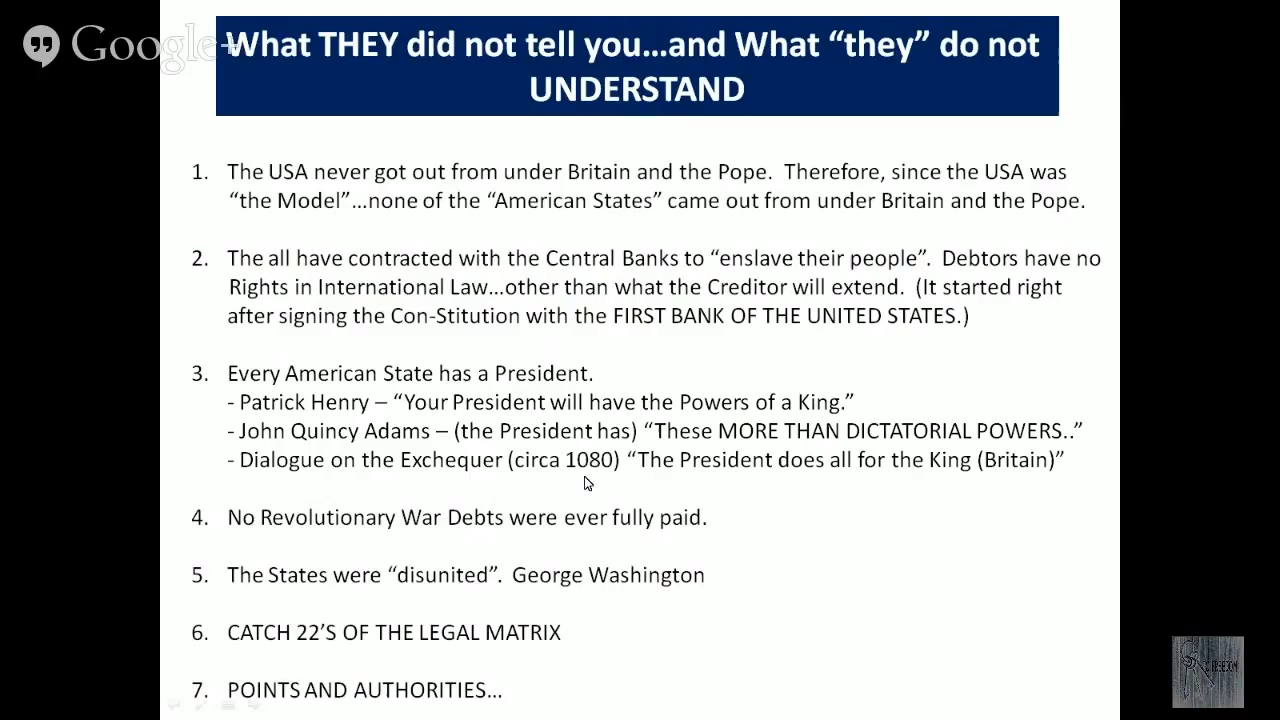 Google+
What THEY did not tell you…and What “they” do not
UNDERSTAND
1. The USA never got out from under Britain and the Pope. Therefore, since the USA was
“the Model”…none of the “American States” came out from under Britain and the Pope.
2. The all have contracted with the Central Banks to “enslave their people”. Debtors have no
Rights in International Law…other than what the Creditor will extend. (It started right
after signing the Con-Stitution with the FIRST BANK OF THE UNITED STATES.)
3. Every American State has a President.
- Patrick Henry – “Your President will have the Powers of a King.”
- John Quincy Adams – (the President has) “These MORE THAN DICTATORIAL POWERS..”
- Dialogue on the Exchequer (circa 1080) “The President does all for the King (Britain)”
4. No Revolutionary War Debts were ever fully paid.
5. The States were “disunited”. George Washington
6. CATCH 22’S OF THE LEGAL MATRIX
7. POINTS AND AUTHORITIES…